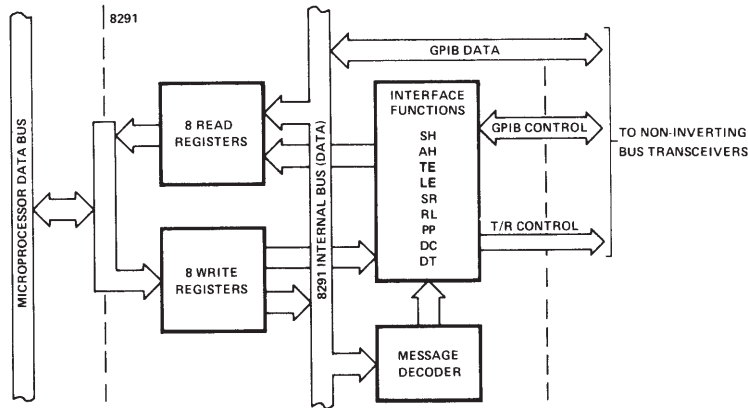 8291
MICROPROCESSOR DATA BUS
8 READ
REGISTERS
8 WRITE
REGISTERS
8291 INTERNAL BUS (DATA)
GPIB DATA
INTERFACE
FUNCTIONS
SH
AH
TE
LE
SR
RL
PP
DC
DT
GPIB CONTROL
T/R CONTROL
TO NON-INVERTING
BUS TRANSCEIVERS
MESSAGE
DECODER